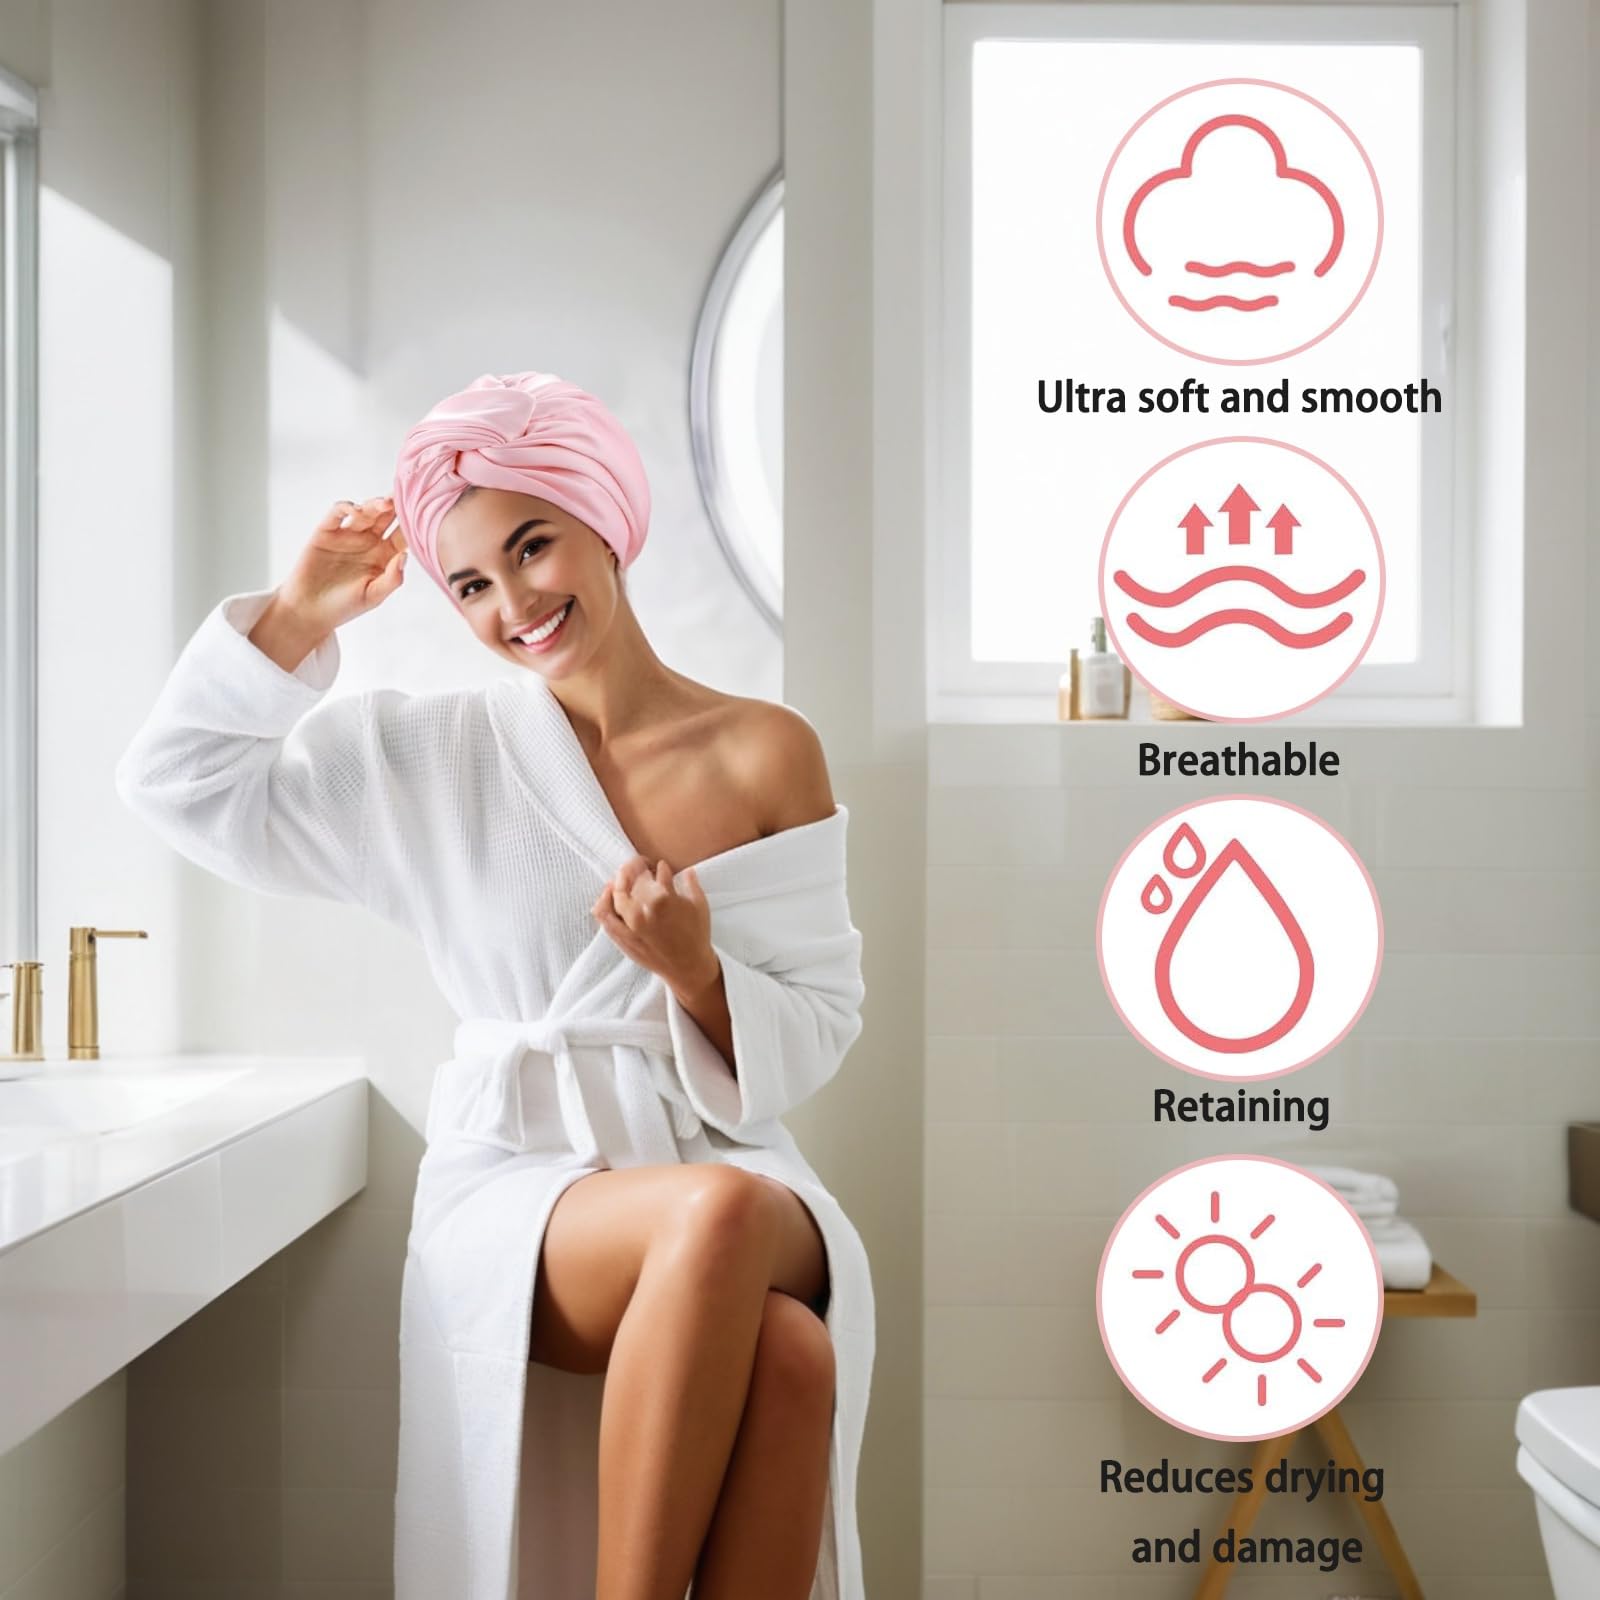 Ultra soft and smooth
Breathable
Retaining
Reduces drying
and damage